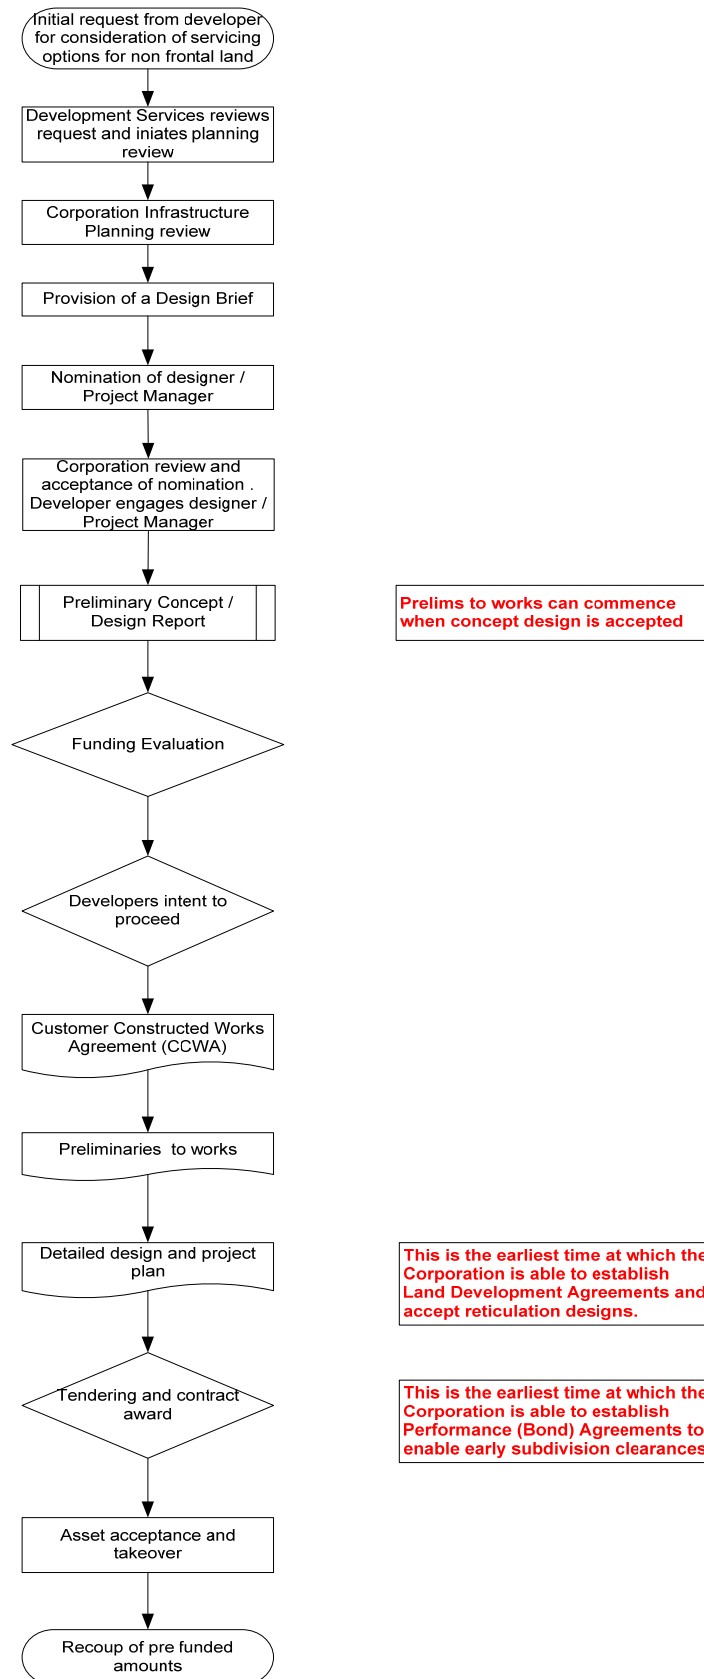 Initial request from developer
for consideration of servicing
options for non frontal land
Development Services reviews
request and iniates planning
review
Corporation Infrastructure
Planning review
Provision of a Design Brief
Nomination of designer /
Project Manager
Corporation review and
acceptance of nomination .
Developer engages designer /
Project Manager
Preliminary Concept /
Design Report
Prelims to works can commence
when concept design is accepted
Funding Evaluation
Developers intent to
proceed
Customer Constructed Works
Agreement (CCWA)
Preliminaries to works
Detailed design and project
plan
This is the earliest time at which the
Corporation is able to establish
Land Development Agreements and
accept reticulation designs.
Tendering and contract
award
This is the earliest time at which the
Corporation is able to establish
Performance (Bond) Agreements to
enable early subdivision clearances
Asset acceptance and
takeover
Recoup of pre funded
amounts